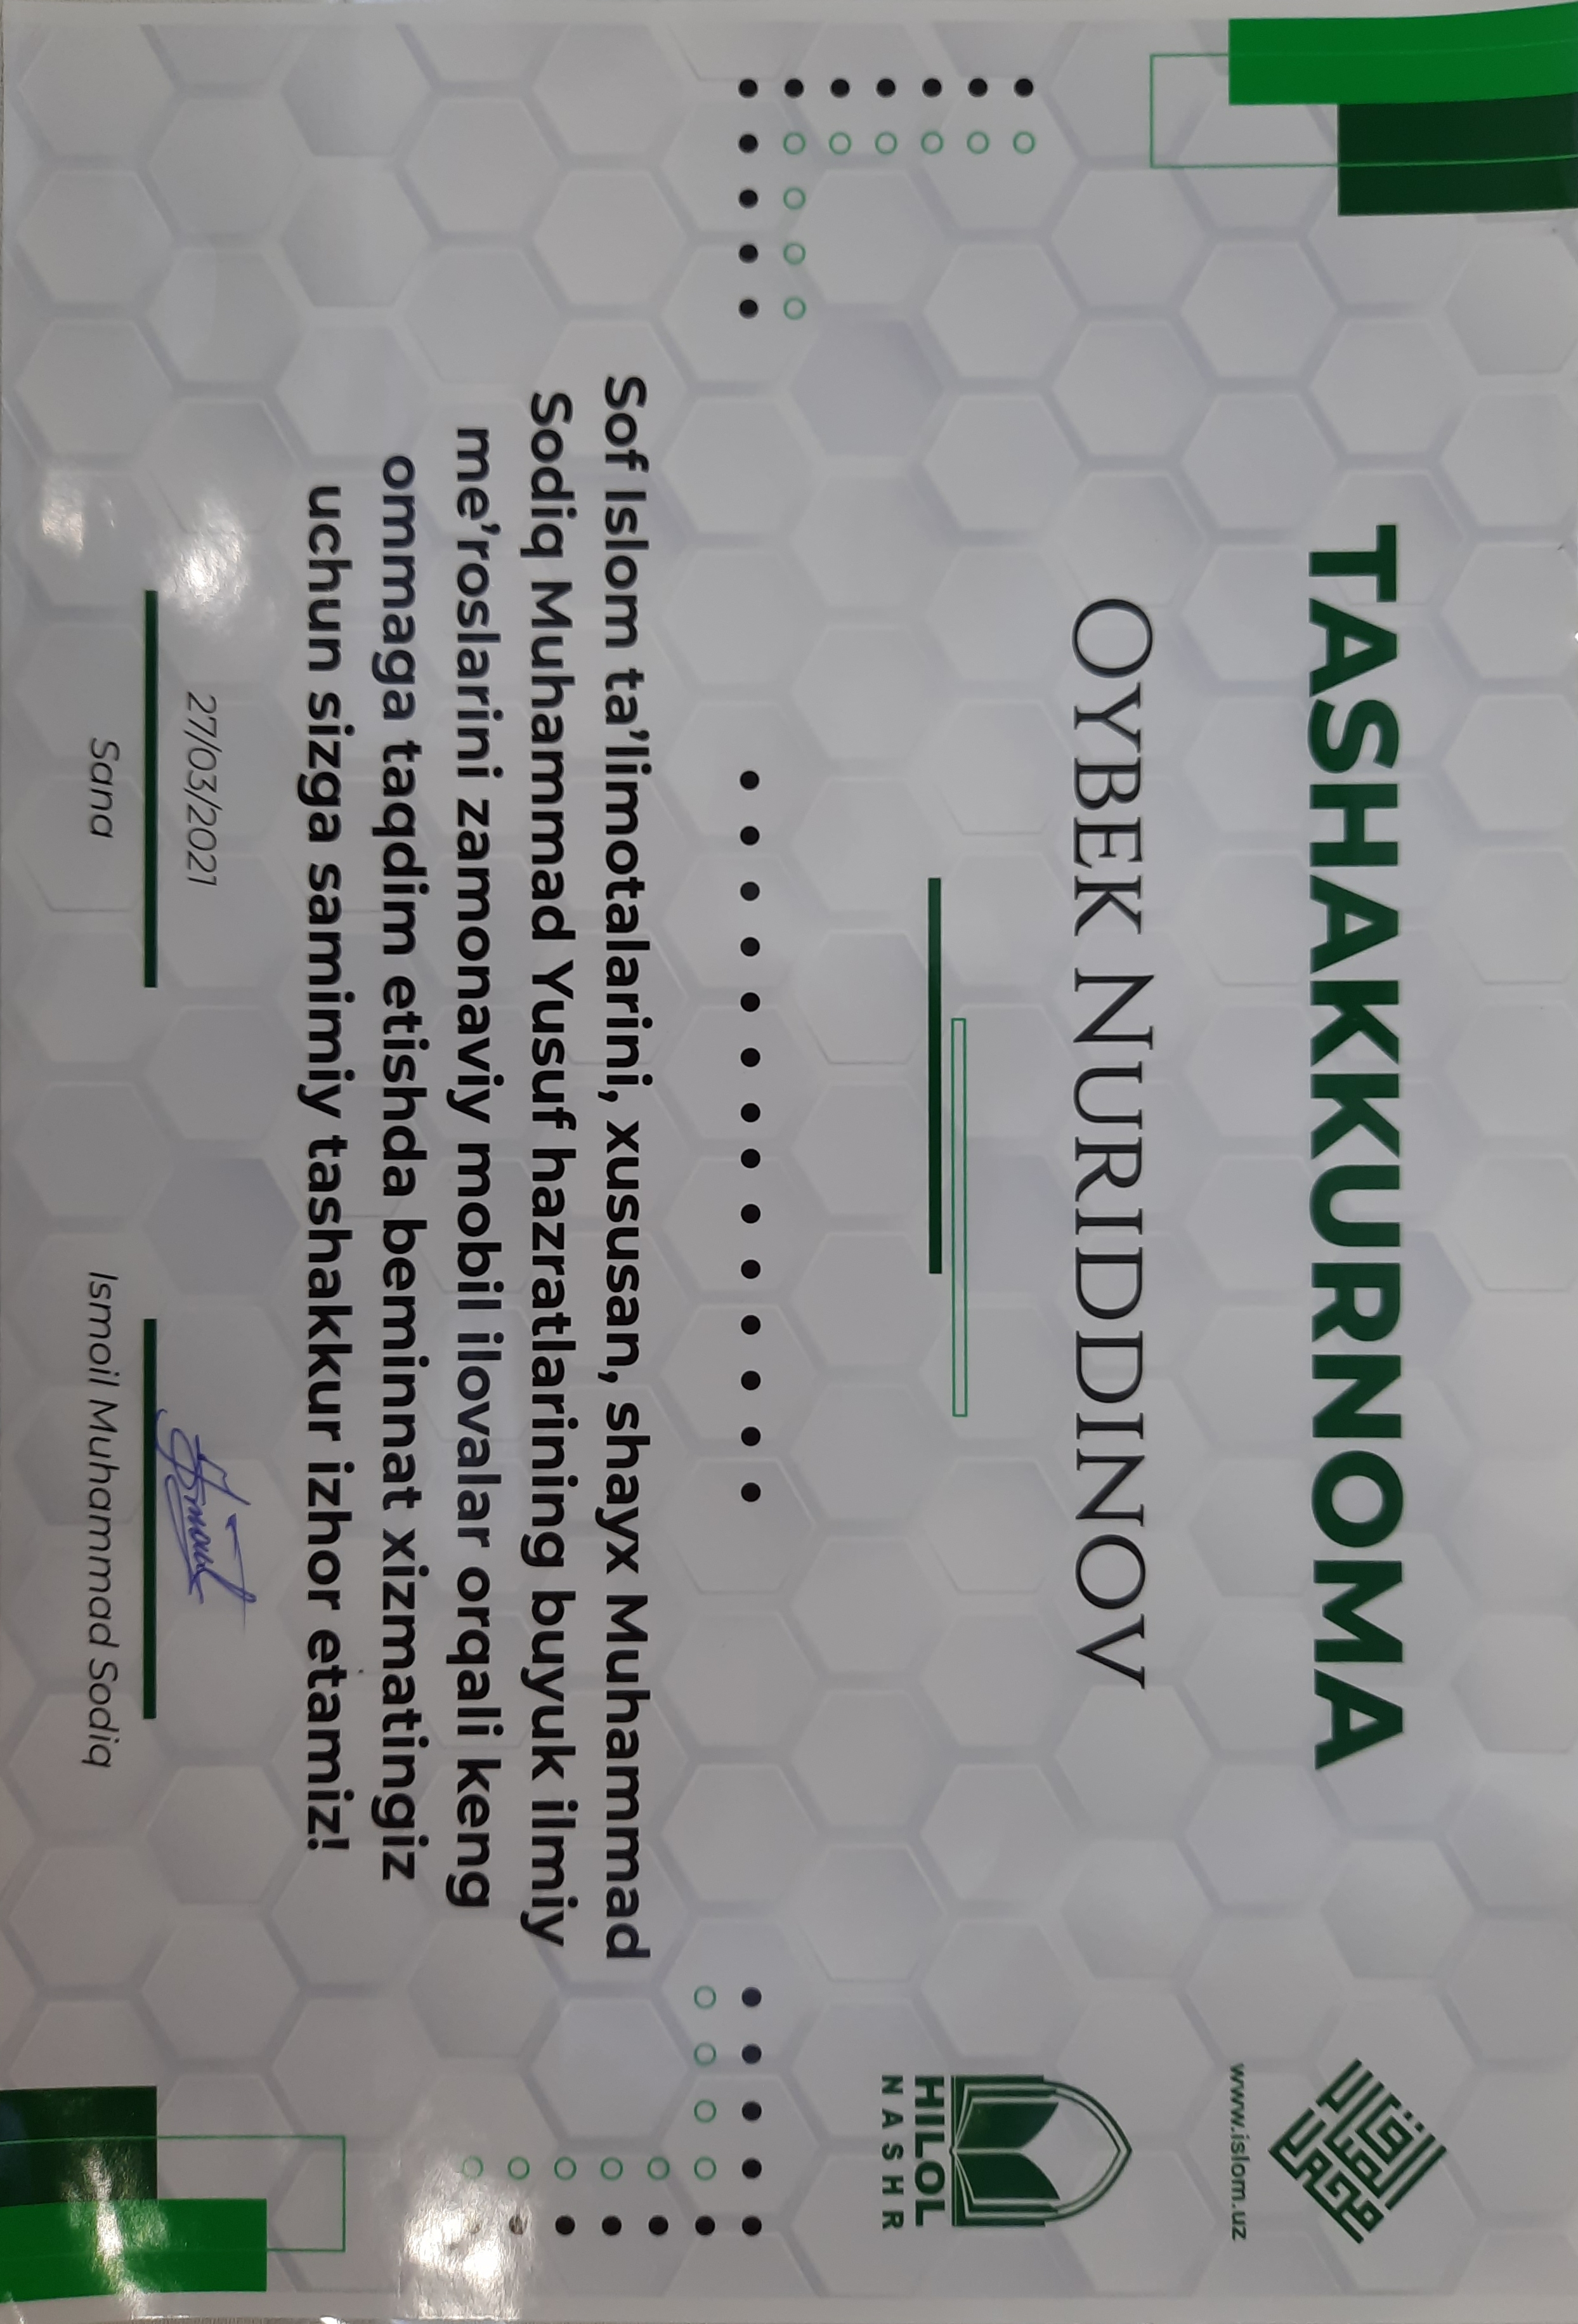 TASHAKKURNOMA
www.islom.uz
OYBEK NURIDDINOV
HILOL
NASHR
Sof Islom ta’limotalarini, xususan, shayx Muhammad
Sodiq Muhammad Yusuf hazratlarining buyuk ilmiy
me’roslarini zamonaviy mobil ilovalar orqali keng
ommaga taqdim etishda beminnat xizmatingiz
uchun sizga samimiy tashakkur izhor etamiz!
27/03/2021
Sana
Ismoil Muhammad Sodiq